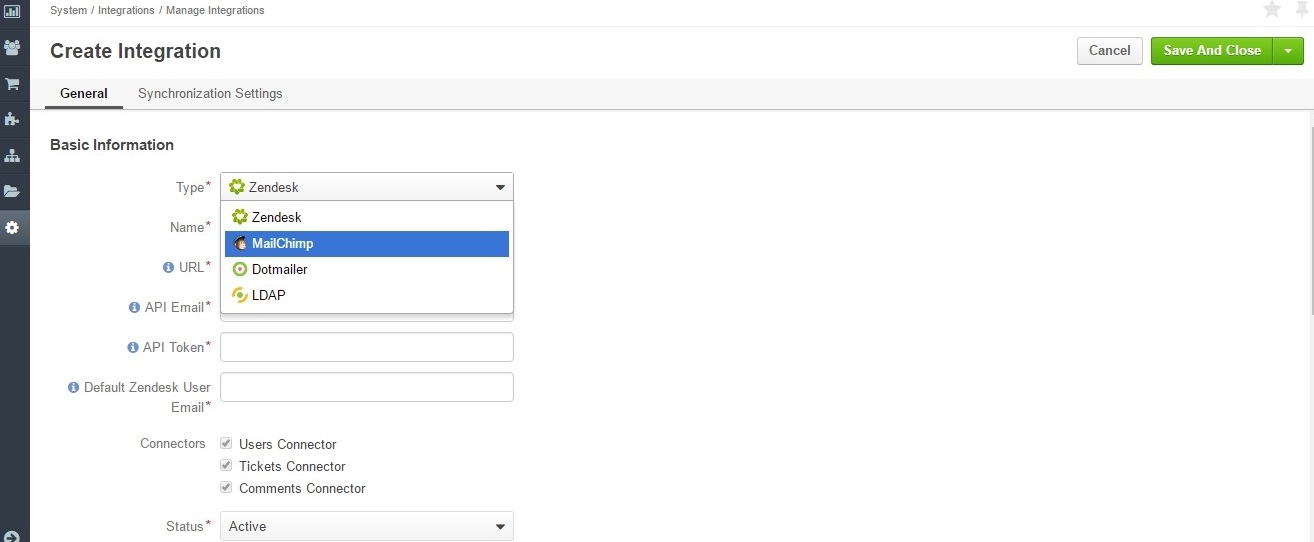 System / Integrations / Manage Integrations
Create Integration
Cancel
Save And Close
General
Synchronization Settings
Basic Information
Type*
Zendesk
Zendesk
MailChimp
Dotmailer
LDAP
Name*
URL*
API Email*
API Token*
Default Zendesk User
Email*
Connectors
Users Connector
Tickets Connector
Comments Connector
Status*
Active